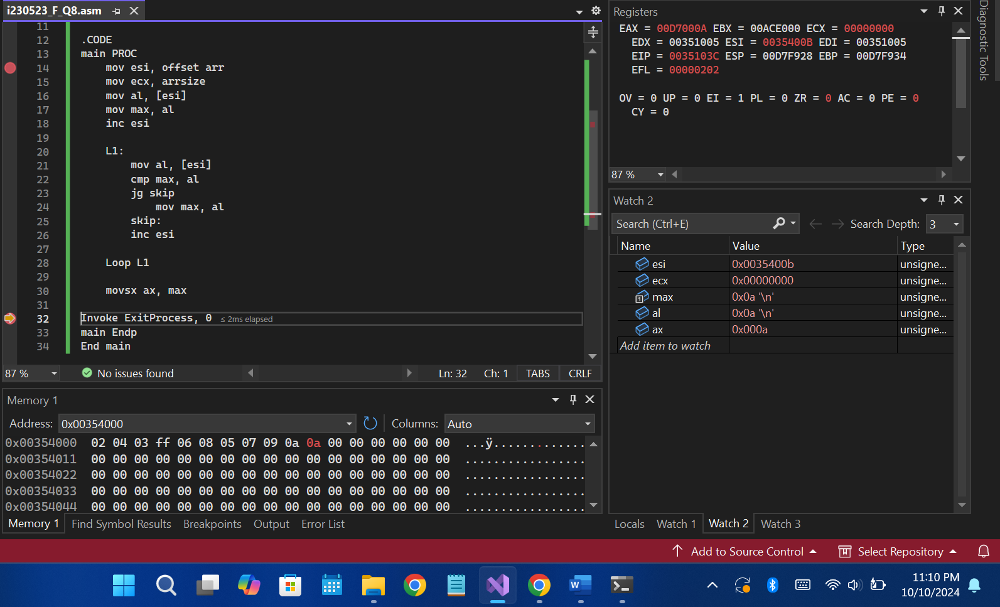 i230523_F_Q8.asm
11
12 .CODE
13 main PROC
14 mov esi, offset arr
15 mov ecx, arrsize
16 mov al, [esi]
17 mov max, al
18 inc esi
19
20 L1:
21 mov al, [esi]
22 cmp max, al
23 jg skip
24 mov max, al
25 skip:
26 inc esi
27
28 Loop L1
29
30 movsx ax, max
31
32 Invoke ExitProcess, 0 ≤ 2ms elapsed
33 main Endp
34 End main
87 % No issues found Ln: 32 Ch: 1 TABS CRLF
Memory 1
Address: 0x00354000 Columns: Auto
0x00354000 02 04 03 ff 06 08 05 07 09 0a 0a 00 00 00 00 00 00 ...ÿ.............
0x00354011 00 00 00 00 00 00 00 00 00 00 00 00 00 00 00 00 00 .................
0x00354022 00 00 00 00 00 00 00 00 00 00 00 00 00 00 00 00 00 .................
0x00354033 00 00 00 00 00 00 00 00 00 00 00 00 00 00 00 00 00 .................
0x00354044 00 00 00 00 00 00 00 00 00 00 00 00 00 00 00 00 00 .................
Memory 1 Find Symbol Results Breakpoints Output Error List
Registers
EAX = 00D7000A EBX = 00ACE000 ECX = 00000000
EDX = 00351005 ESI = 0035400B EDI = 00351005
EIP = 0035103C ESP = 00D7F928 EBP = 00D7F934
EFL = 00000202
OV = 0 UP = 0 EI = 1 PL = 0 ZR = 0 AC = 0 PE = 0
CY = 0
87 %
Watch 2
Search (Ctrl+E) Search Depth: 3
Name Value Type
esi 0x0035400b unsigne...
ecx 0x00000000 unsigne...
max 0x0a '\n' unsigne...
al 0x0a '\n' unsigne...
ax 0x000a unsigne...
Add item to watch
Locals Watch 1 Watch 2 Watch 3
Diagnostic Tools
Add to Source Control Select Repository
11:10 PM
10/10/2024